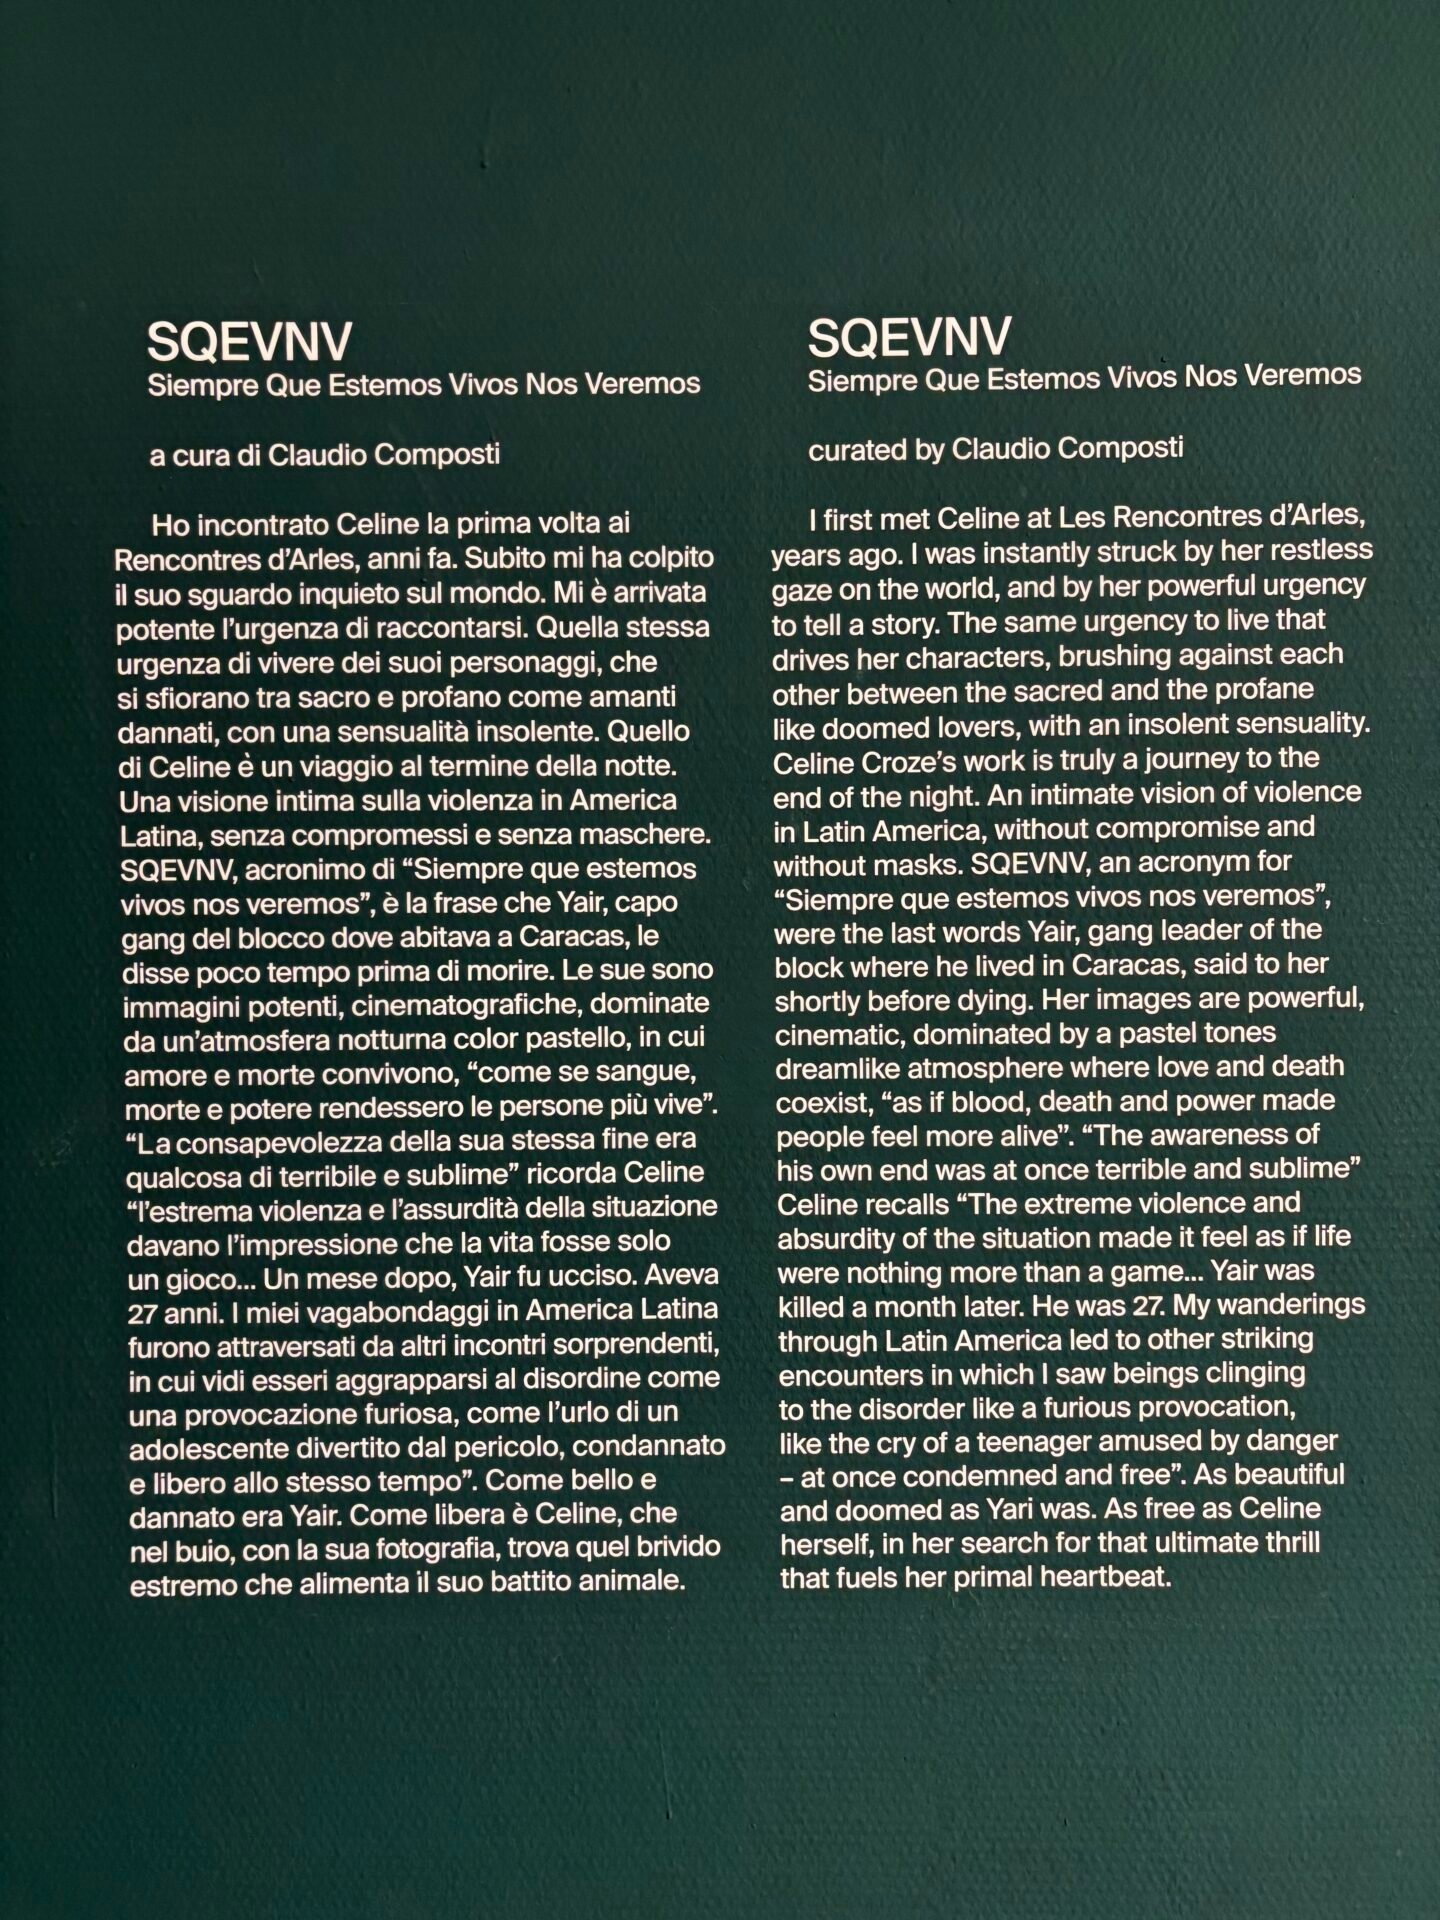 SQEVNV
Siempre Que Estemos Vivos Nos Veremos
a cura di Claudio Composti
Ho incontrato Celine la prima volta ai
Rencontres d’Arles, anni fa. Subito mi ha colpito
il suo sguardo inquieto sul mondo. Mi è arrivata
potente l’urgenza di raccontarsi. Quella stessa
urgenza di vivere dei suoi personaggi, che
si sfiorano tra sacro e profano come amanti
dannati, con una sensualità insolente. Quello
di Celine è un viaggio al termine della notte.
Una visione intima sulla violenza in America
Latina, senza compromessi e senza maschere.
SQEVNV, acronimo di “Siempre que estemos
vivos nos veremos”, è la frase che Yair, capo
gang del blocco dove abitava a Caracas, le
disse poco tempo prima di morire. Le sue sono
immagini potenti, cinematografiche, dominate
da un’atmosfera notturna color pastello, in cui
amore e morte convivono, “come se sangue,
morte e potere rendessero le persone più vive”.
“La consapevolezza della sua stessa fine era
qualcosa di terribile e sublime” ricorda Celine
“l’estrema violenza e l’assurdità della situazione
davano l’impressione che la vita fosse solo
un gioco... Un mese dopo, Yair fu ucciso. Aveva
27 anni. I miei vagabondaggi in America Latina
furono attraversati da altri incontri sorprendenti,
in cui vidi esseri aggrapparsi al disordine come
una provocazione furiosa, come l’urlo di un
adolescente divertito dal pericolo, condannato
e libero allo stesso tempo”. Come bello e
dannato era Yair. Come libera è Celine, che
nel buio, con la sua fotografia, trova quel brivido
estremo che alimenta il suo battito animale.
SQEVNV
Siempre Que Estemos Vivos Nos Veremos
curated by Claudio Composti
I first met Celine at Les Rencontres d’Arles,
years ago. I was instantly struck by her restless
gaze on the world, and by her powerful urgency
to tell a story. The same urgency to live that
drives her characters, brushing against each
other between the sacred and the profane
like doomed lovers, with an insolent sensuality.
Celine Croze’s work is truly a journey to the
end of the night. An intimate vision of violence
in Latin America, without compromise and
without masks. SQEVNV, an acronym for
“Siempre que estemos vivos nos veremos”,
were the last words Yair, gang leader of the
block where he lived in Caracas, said to her
shortly before dying. Her images are powerful,
cinematic, dominated by a pastel tones
dreamlike atmosphere where love and death
coexist, “as if blood, death and power made
people feel more alive”. “The awareness of
his own end was at once terrible and sublime”
Celine recalls “The extreme violence and
absurdity of the situation made it feel as if life
were nothing more than a game... Yair was
killed a month later. He was 27. My wanderings
through Latin America led to other striking
encounters in which I saw beings clinging
to the disorder like a furious provocation,
like the cry of a teenager amused by danger
– at once condemned and free”. As beautiful
and doomed as Yari was. As free as Celine
herself, in her search for that ultimate thrill
that fuels her primal heartbeat.